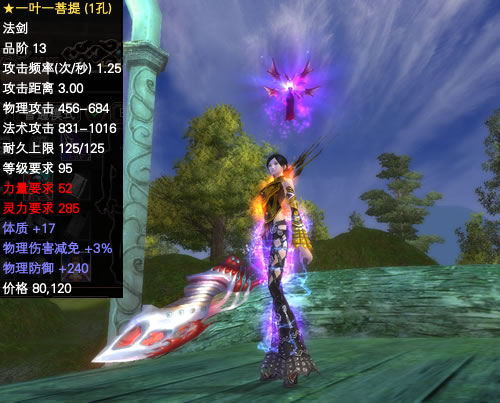 ★一叶一菩提 (1孔)
法剑
品阶 13
攻击频率(次/秒) 1.25
攻击距离 3.00
物理攻击 456-684
法术攻击 831-1016
耐久上限 125/125
等级要求 95
力量要求 52
灵力要求 285
体质 +17
物理伤害减免 +3%
物理防御 +240
价格 80,120